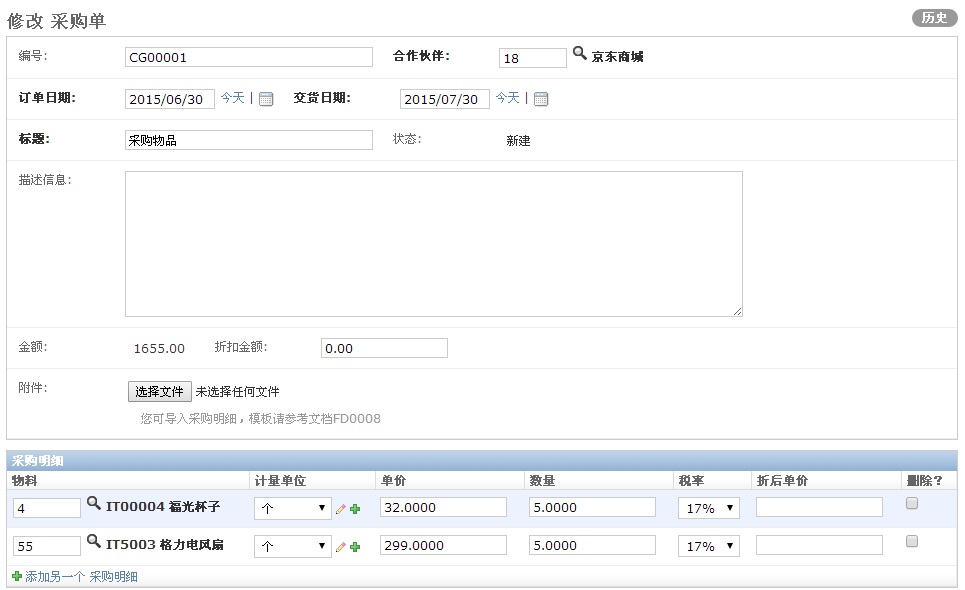 修改 采购单 历史
编号: CG00001 合作伙伴: 18 京东商城
订单日期: 2015/06/30 今天 | 交货日期: 2015/07/30 今天 |
标题: 采购物品 状态: 新建
描述信息:
金额: 1655.00 折扣金额: 0.00
附件: 选择文件 未选择任何文件
您可导入采购明细，模板请参考文档FD0008
采购明细
物料 计量单位 单价 数量 税率 折后单价 删除?
4 IT00004 福光杯子 个 32.0000 5.0000 17%
55 IT5003 格力电风扇 个 299.0000 5.0000 17%
添加另一个 采购明细